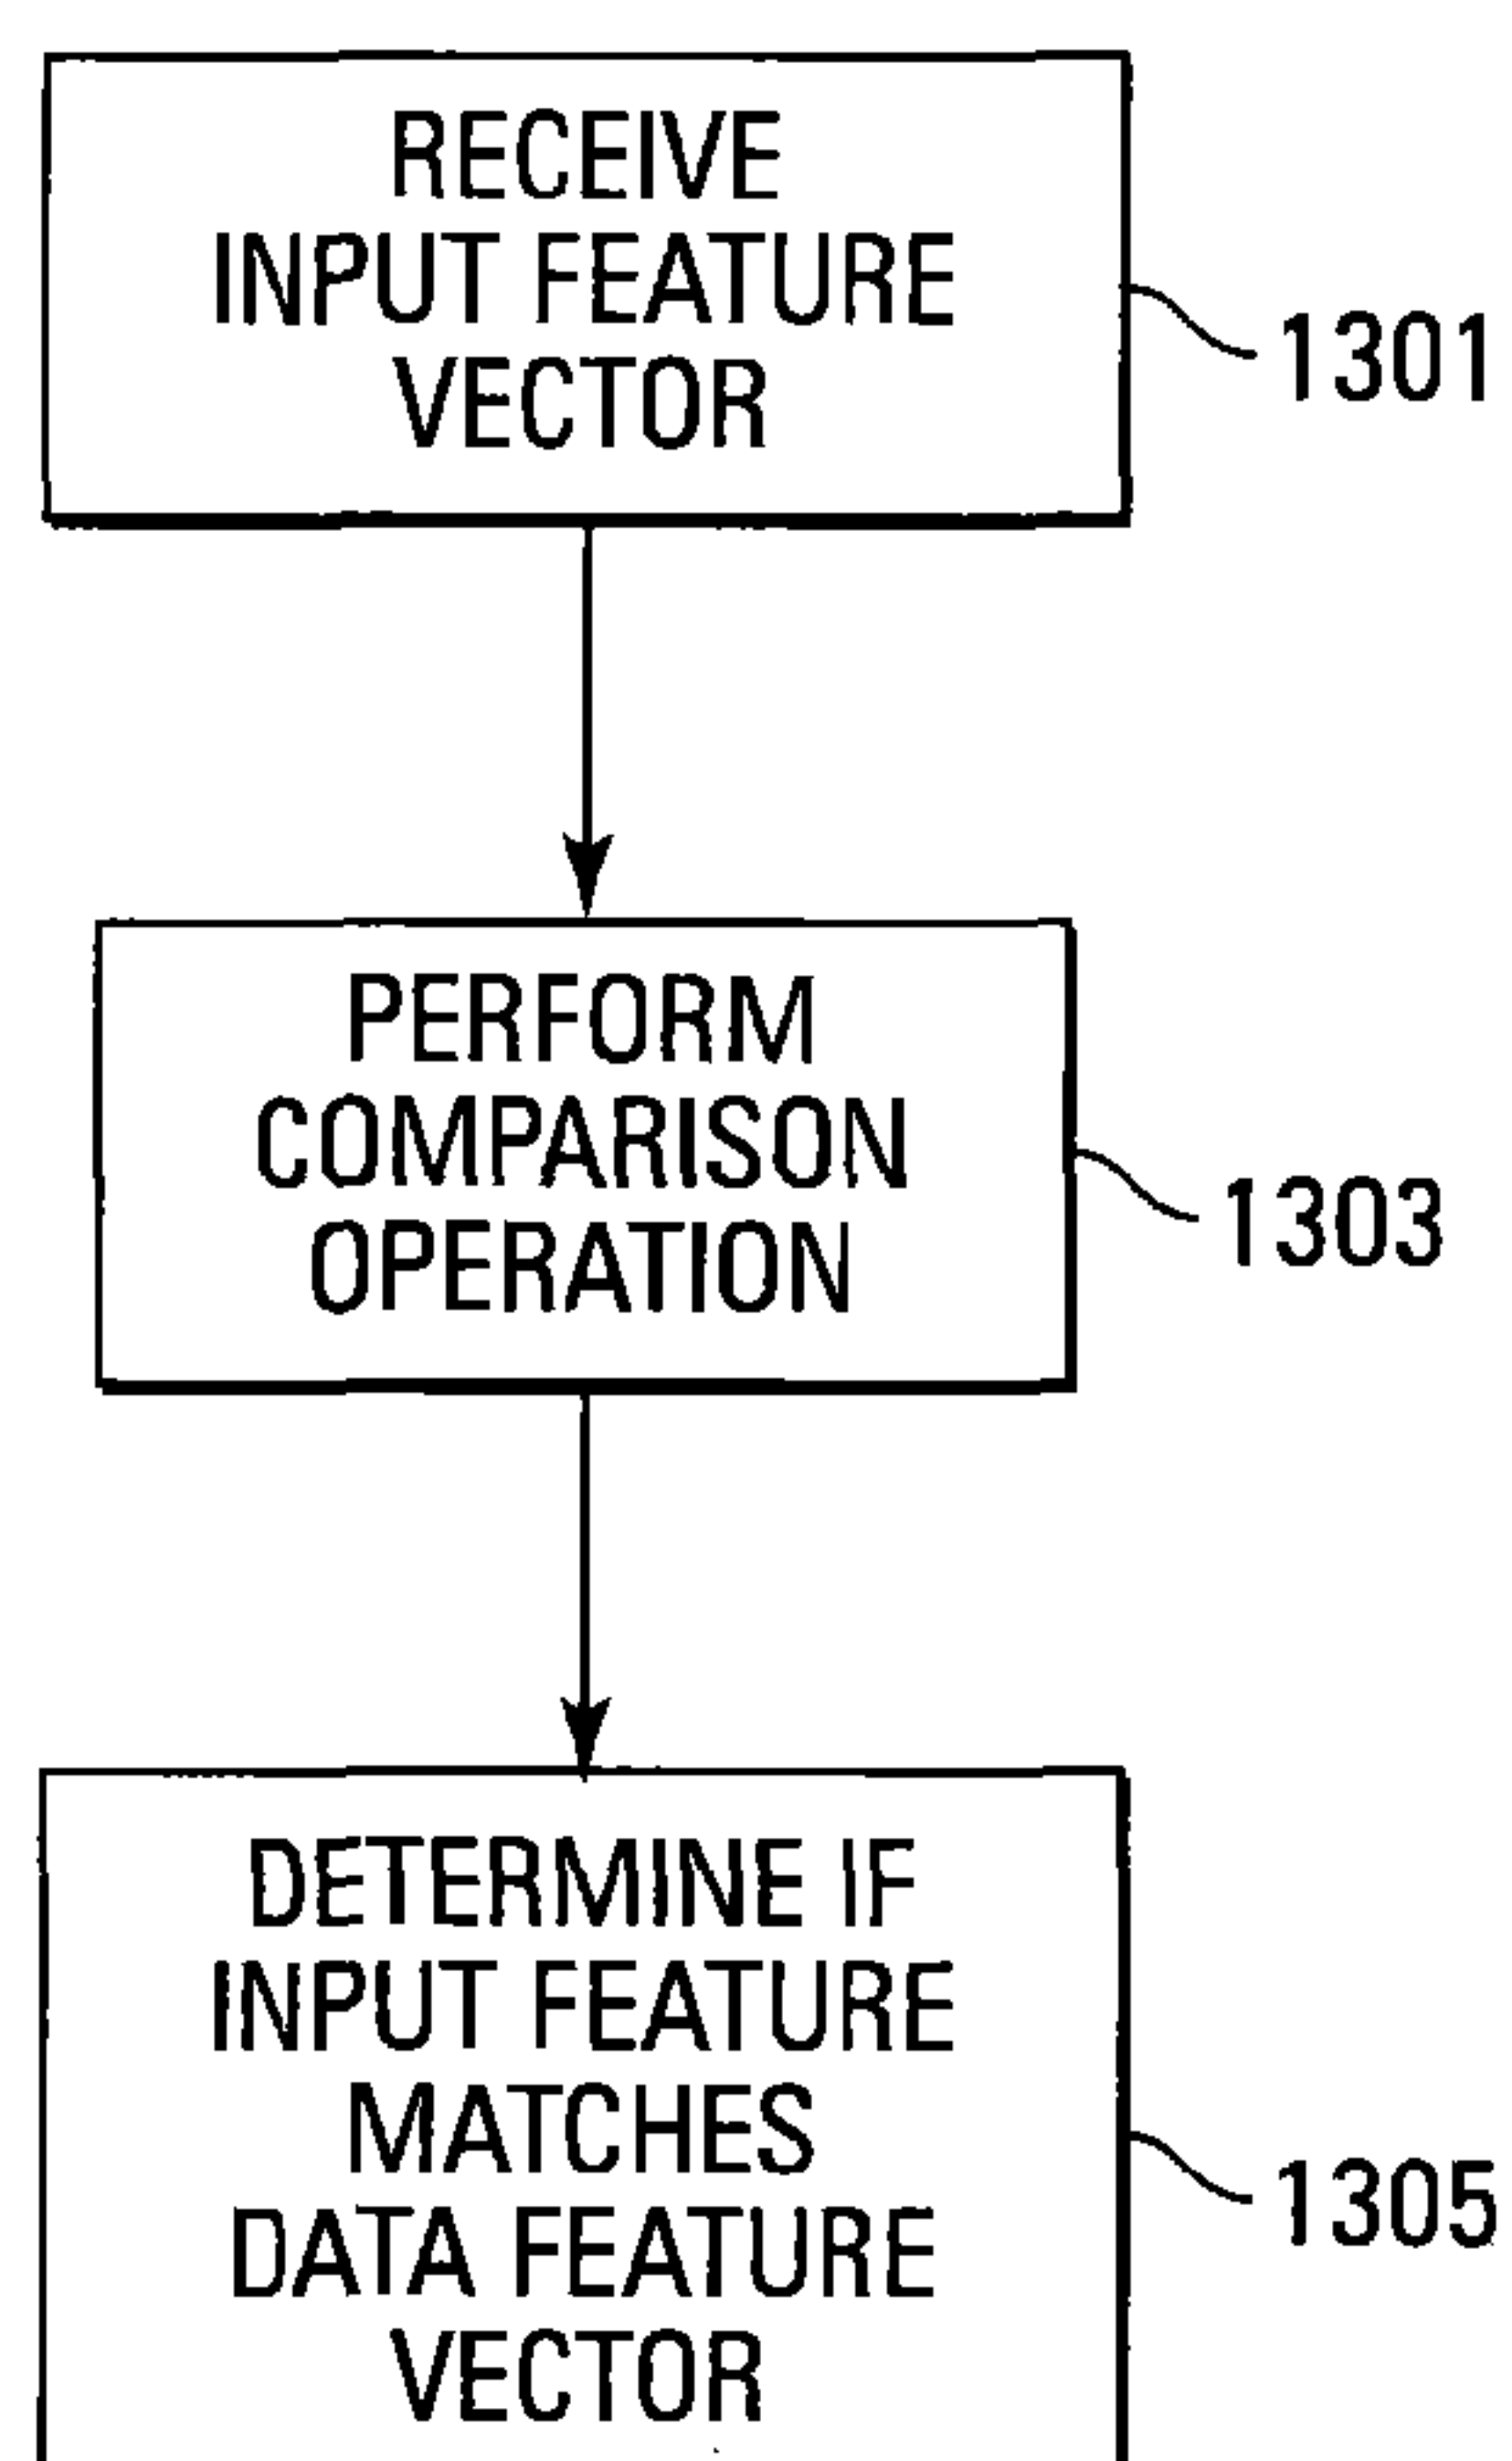 RECEIVE
INPUT FEATURE
VECTOR
1301
PERFORM
COMPARISON
OPERATION
1303
DETERMINE IF
INPUT FEATURE
MATCHES
DATA FEATURE
VECTOR
1305